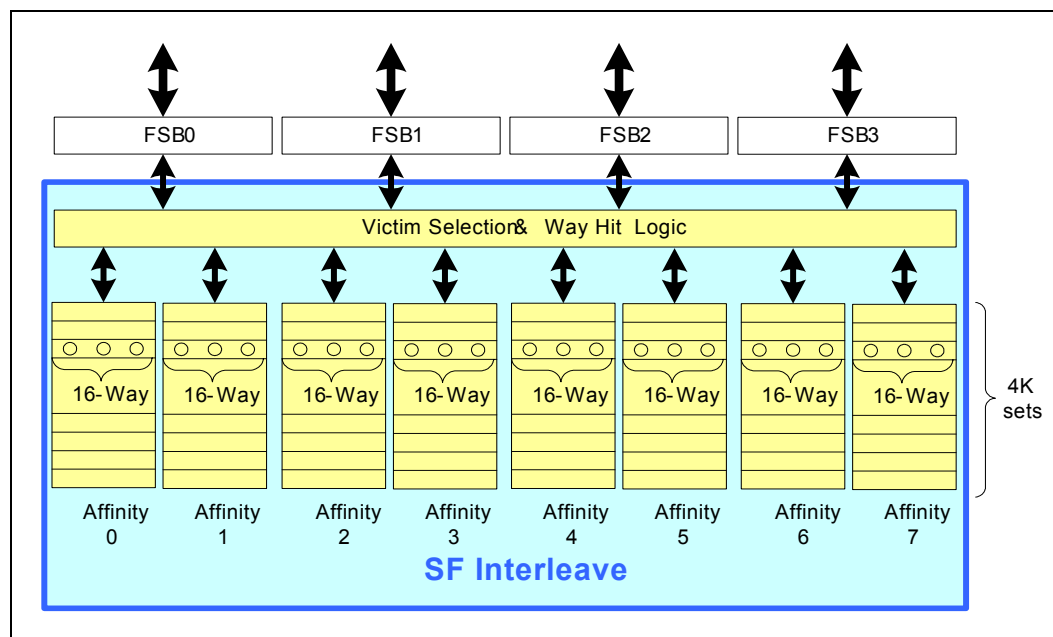 FSB0 FSB1 FSB2 FSB3
Victim Selection& Way Hit Logic
16-Way 16-Way 16-Way 16-Way 16-Way 16-Way 16-Way 16-Way
4K
sets
Affinity Affinity Affinity Affinity Affinity Affinity Affinity Affinity
0 1 2 3 4 5 6 7
SF Interleave